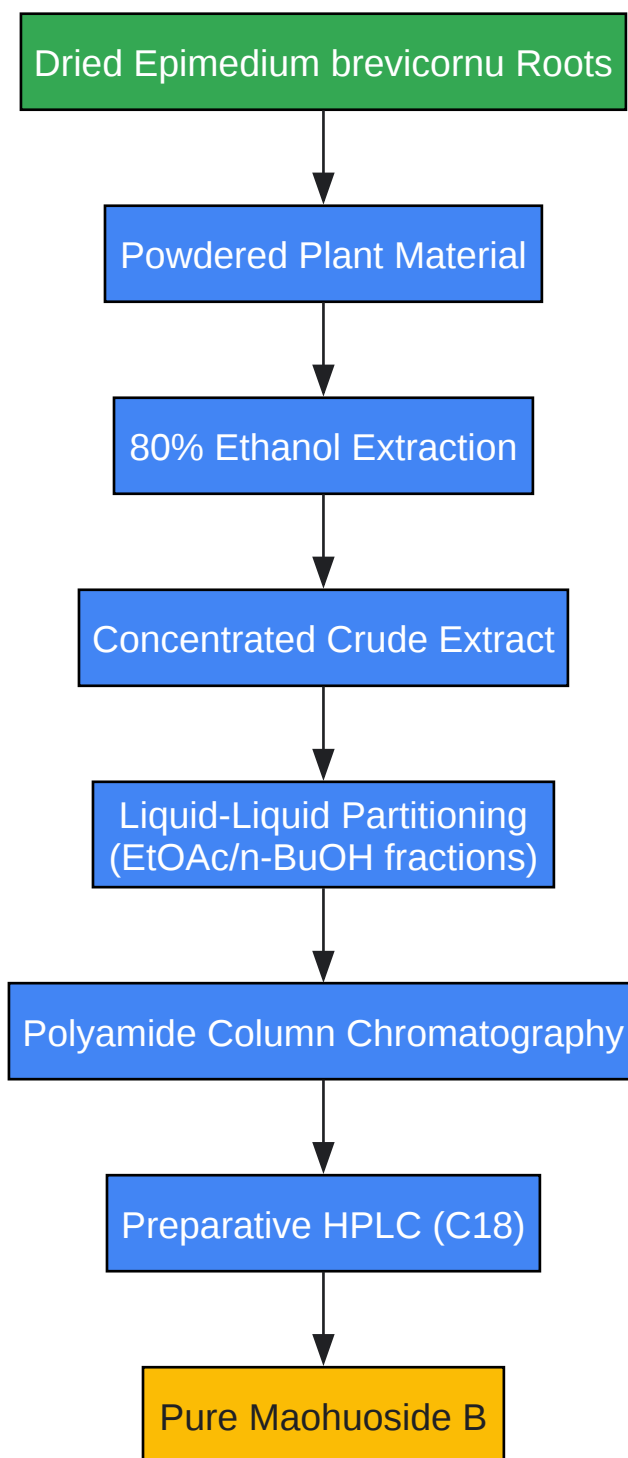 Dried Epimedium brevicornu Roots
Powdered Plant Material
80% Ethanol Extraction
Concentrated Crude Extract
Liquid-Liquid Partitioning
(EtOAc/n-BuOH fractions)
Polyamide Column Chromatography
Preparative HPLC (C18)
Pure Maohuoside B